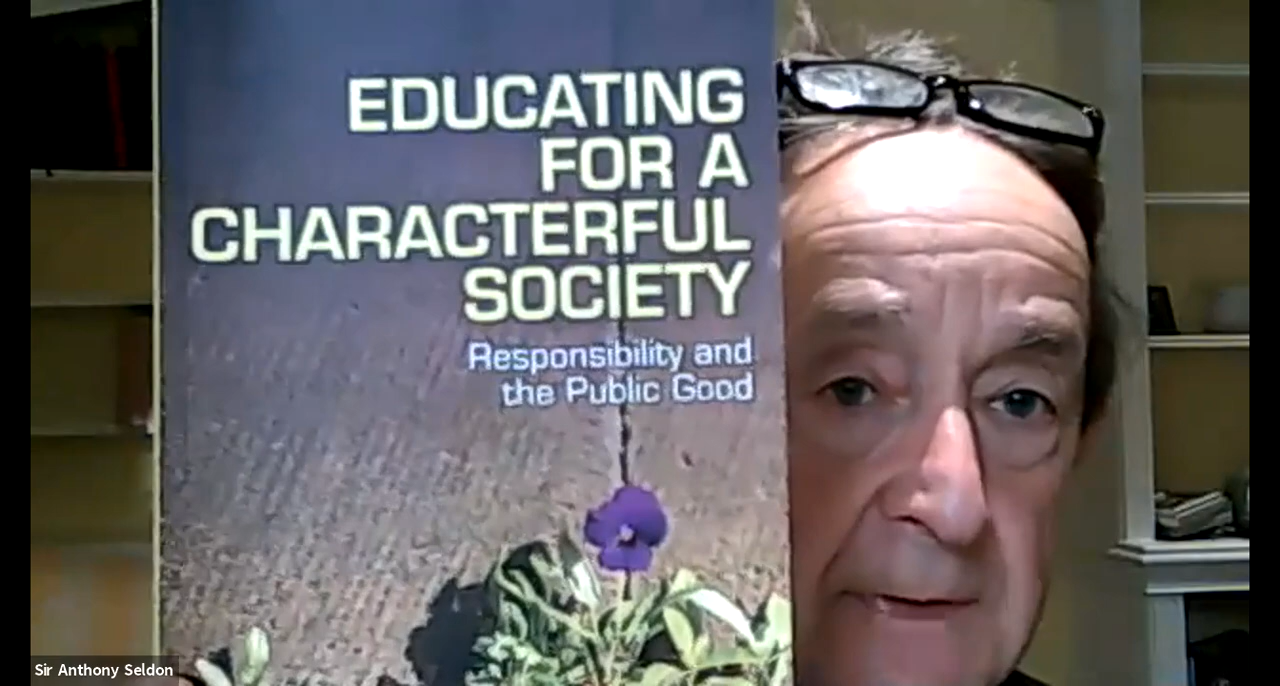 EDUCATING
FOR A
CHARACTERFUL
SOCIETY
Responsibility and
the Public Good
Sir Anthony Seldon